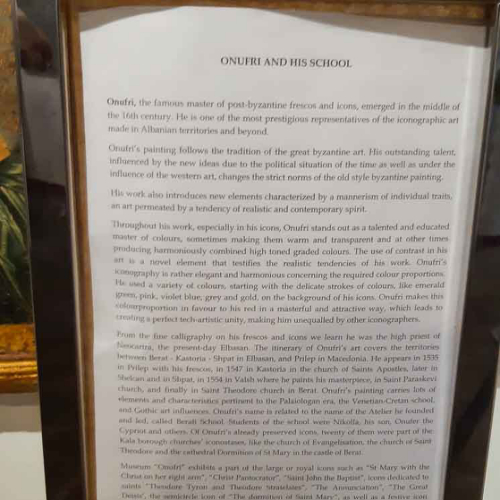 ONUFRI AND HIS SCHOOL
Onufri, the famous master of post-byzantine frescos and icons, emerged in the middle of
the 16th century. He is one of the most prestigious representatives of the iconographic art
made in Albanian territories and beyond.
Onufri's painting follows the tradition of the great byzantine art. His outstanding talent,
influenced by the new ideas due to the political situation of the time as well as under the
influence of the western art, changes the strict norms of the old style byzantine painting.
His work also introduces new elements characterized by a mannerism of individual traits,
an art permeated by a tendency of realistic and contemporary spirit.
Throughout his work, especially in his icons, Onufri stands out as a talented and educated
master of colours, sometimes making them warm and transparent and at other times
producing harmoniously combined high toned graded colours. The use of contrast in his
art is a novel element that testifies the realistic tendencies of his work. Onufri's
iconography is rather elegant and harmonious concerning the required colour proportions.
He used a variety of colours, starting with the delicate strokes of colours, like emerald
green, pink, violet blue, grey and gold, on the background of his icons. Onufri makes this
colourproportion in favour to his red in a masterful and attractive way, which leads to
creating a perfect tech-artistic unity, making him unequalled by other iconographers.
From the fine calligraphy on his frescos and icons we learn he was the high priest of
Neocastra, the present-day Elbasan. The itinerary of Onufri's art covers the territories
between Berat - Kastoria - Shpat in Elbasan, and Prilep in Macedonia. He appears in 1535
in Prilep with his frescos, in 1547 in Kastoria in the church of Saints Apostles, later in
Shelcan and in Shpat, in 1554 in Valsh where he paints his masterpiece, in Saint Paraskevi
church, and finally in Saint Theodore church in Berat. Onufri's painting carries lots of
elements and characteristics pertinent to the Palaiologan era, the Venetian-Cretan school,
and Gothic art influences. Onufri's name is related to the name of the Atelier he founded
and led, called Berati School. Students of the school were Nikolla, his son, Onufer the
Cypriot and others. Of Onufri's already preserved icons, twenty of them were part of the
Kala borough churches' iconostases, like the church of Evangelisation, the church of Saint
Theodore and the cathedral Dormition of St Mary in the castle of Berat.
Museum "Onufri" exhibits a part of the large or royal icons such as "St Mary with the
Christ on her right arm", "Christ Pantocrator", "Saint John the Baptist", icons dedicated to
saints "Theodore Tyron and Theodore Stratelates", "The Annunciation", "The Great
Deisis", the semicircle icon of "The dormition of Saint Mary", as well as a festive icon